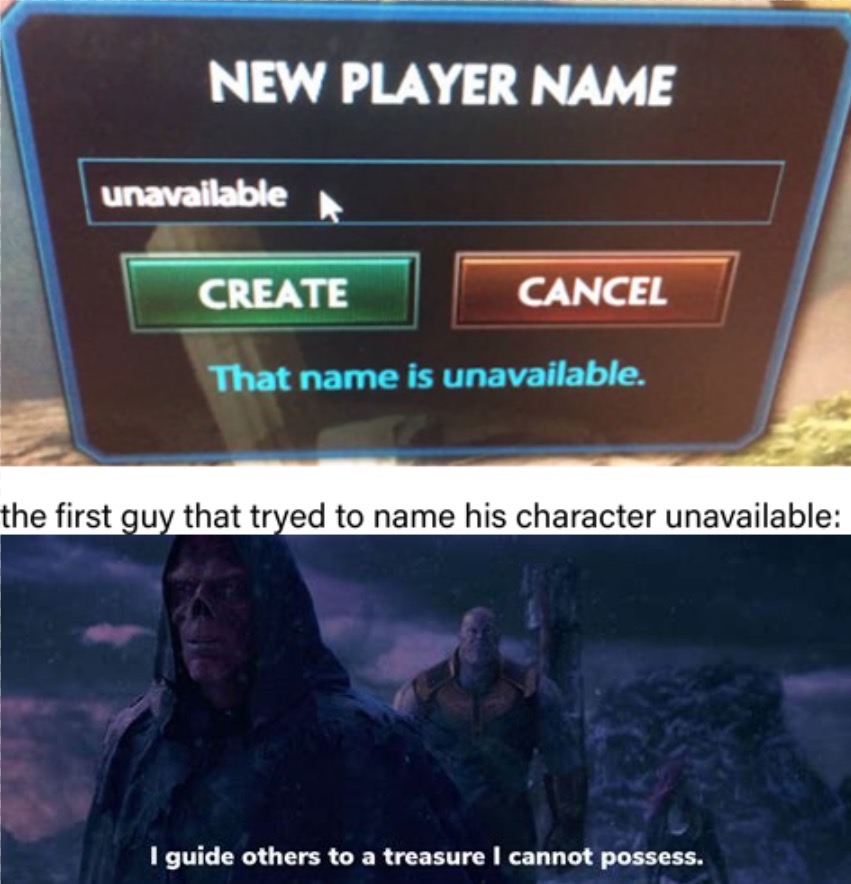 NEW PLAYER NAME
unavailable
CREATE
CANCEL
That name is unavailable.
the first guy that tryed to name his character unavailable:
I guide others to a treasure I cannot possess.